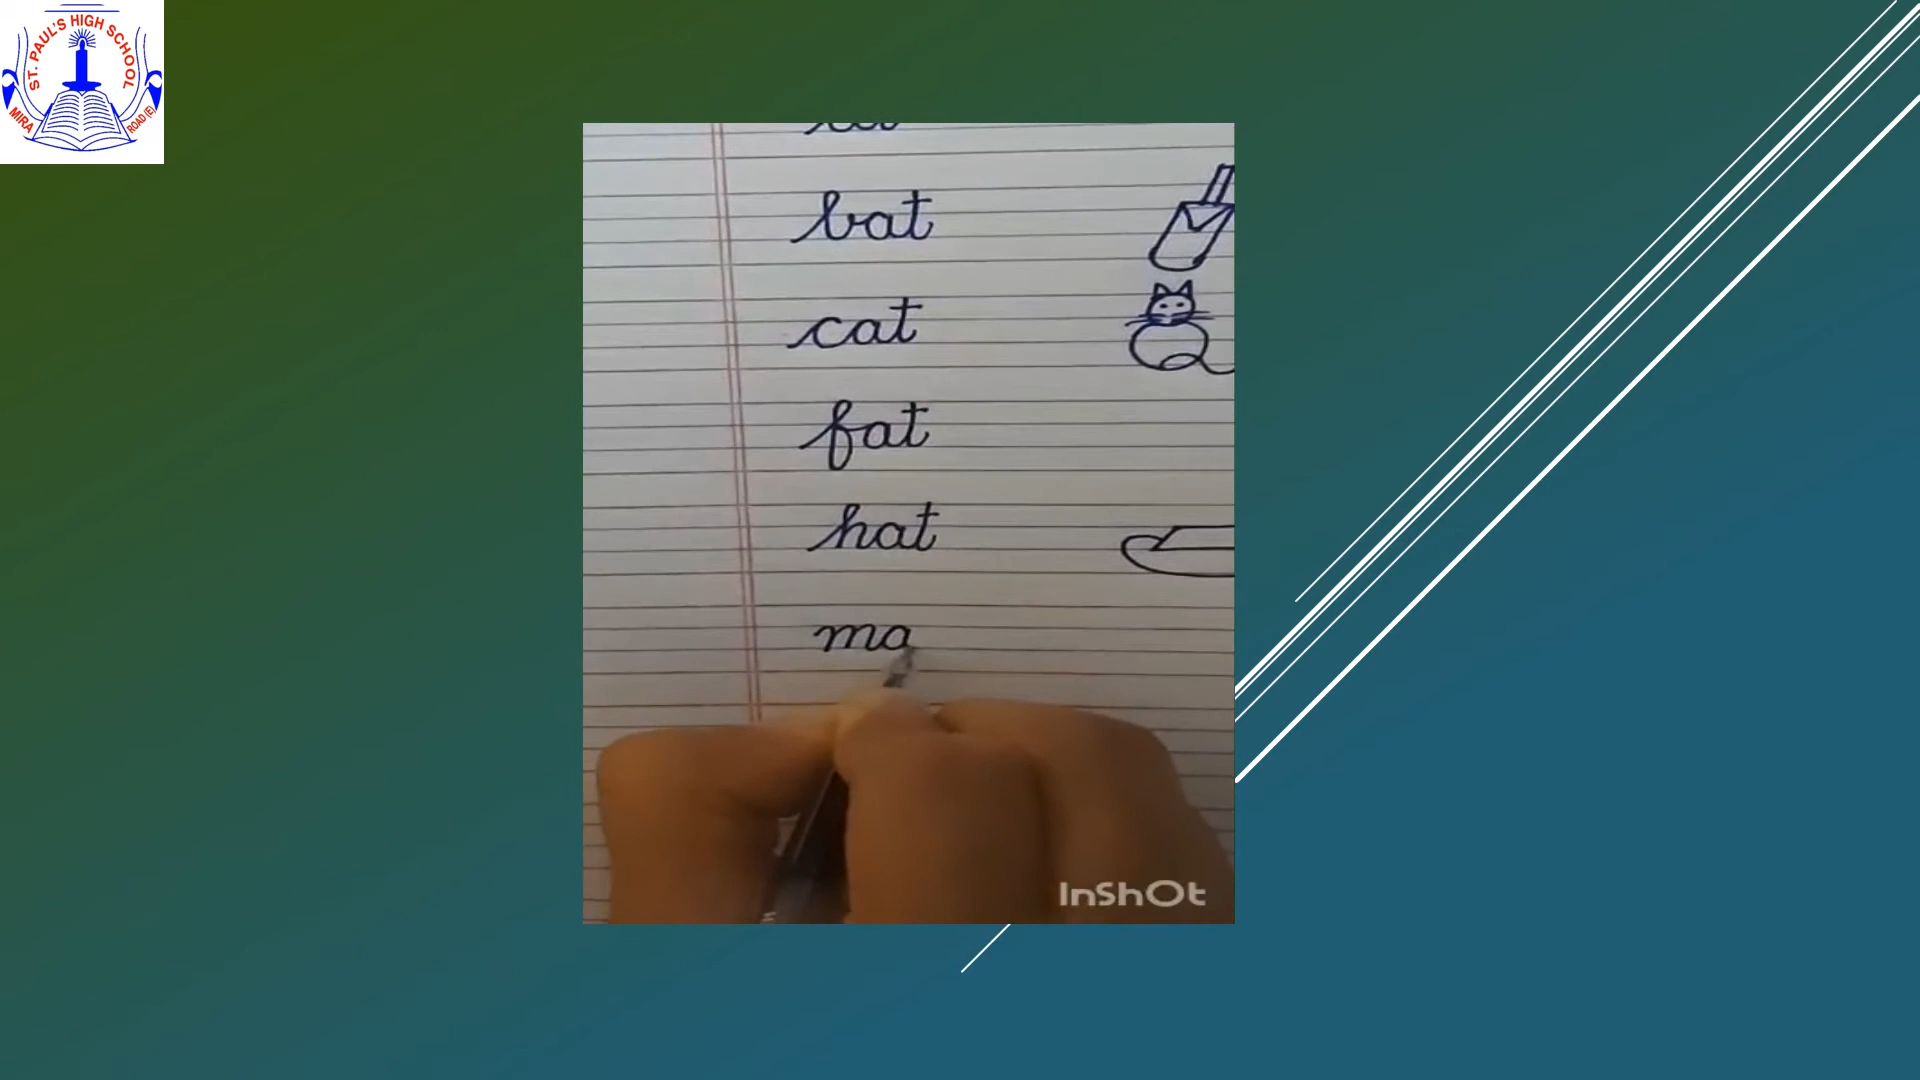 ST. PAUL'S HIGH SCHOOL
MIRA ROAD (E)
bat
cat
fat
hat
ma
InShOt